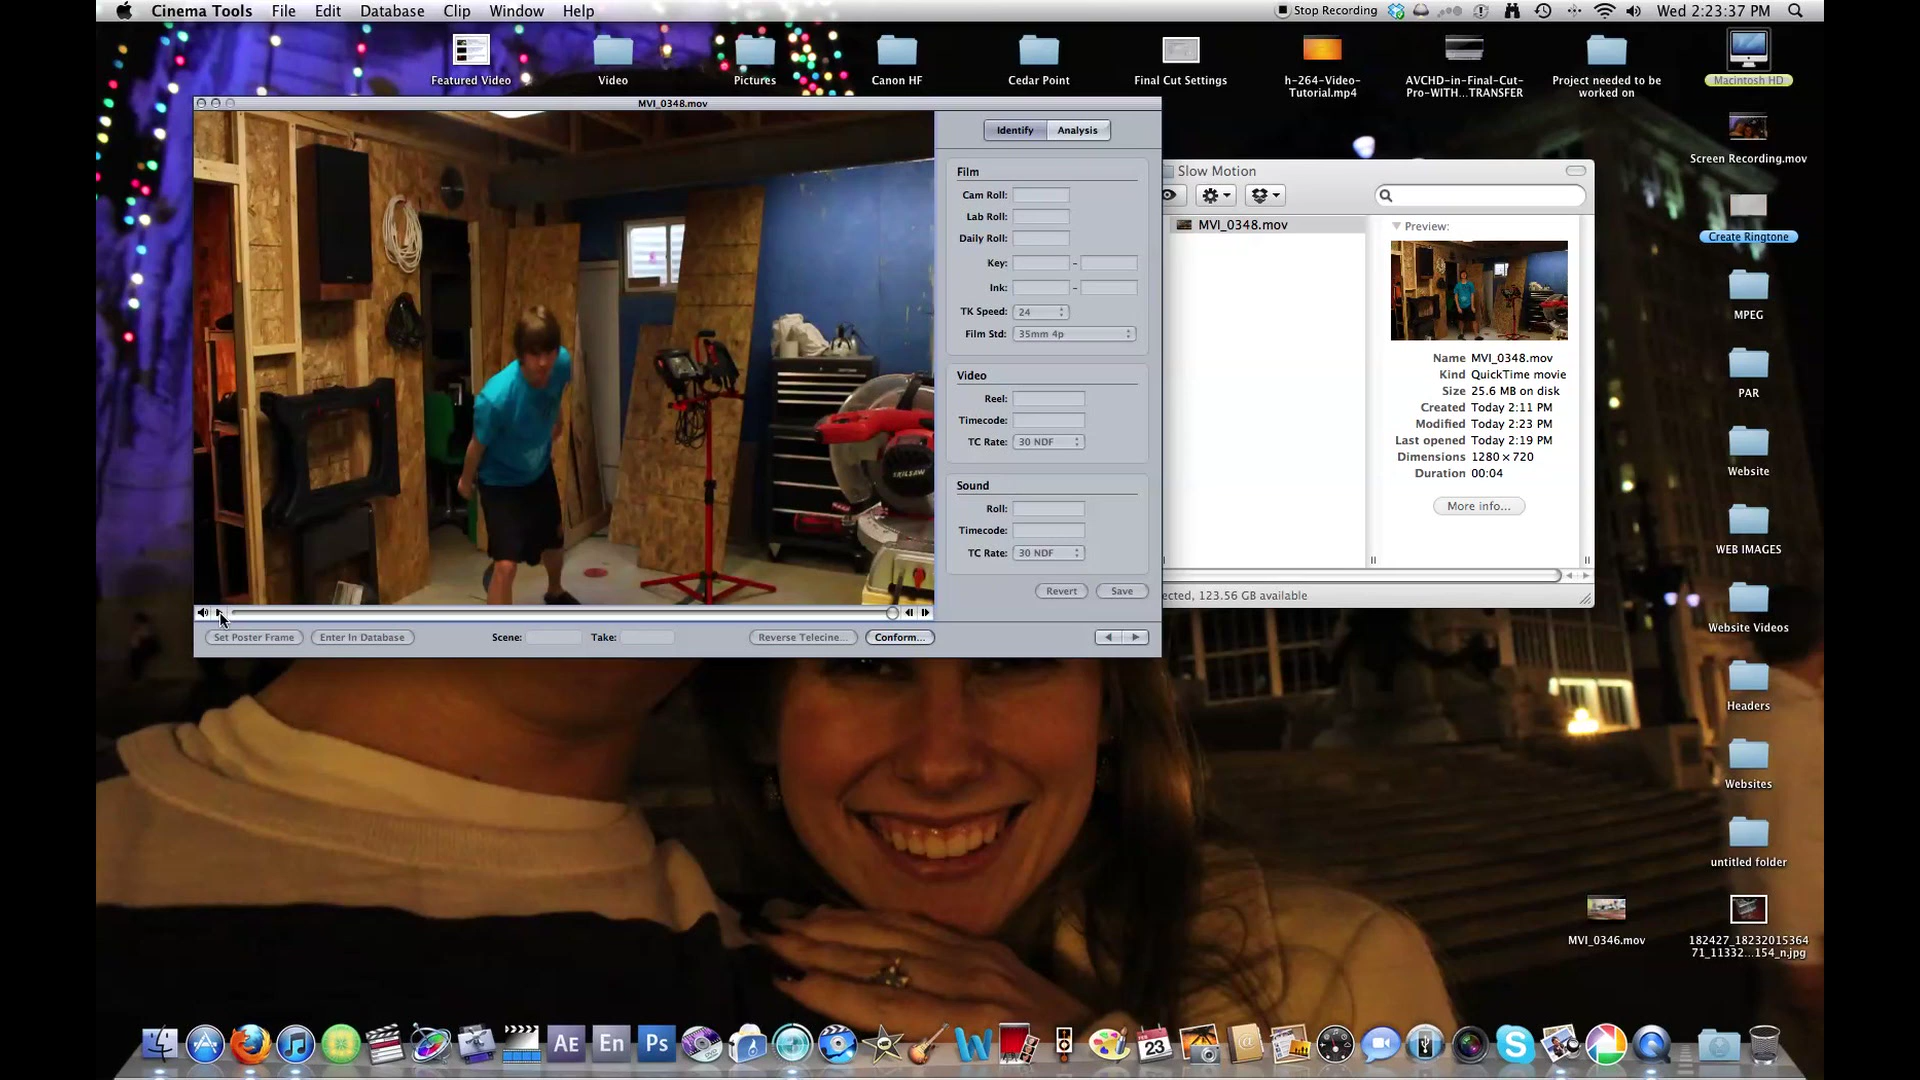 Cinema Tools File Edit Database Clip Window Help Stop Recording Wed 2:23:37 PM
Featured Video
Video
Pictures
Canon HF
Cedar Point
Final Cut Settings
h-264-Video-
Tutorial.mp4
AVCHD-in-Final-Cut-
Pro-WITH...TRANSFER
Project needed to be
worked on
Macintosh HD
MVI_0348.mov
Identify Analysis
Film
Cam Roll:
Lab Roll:
Daily Roll:
Key: -
Ink: -
TK Speed: 24
Film Std: 35mm 4p
Video
Reel:
Timecode:
TC Rate: 30 NDF
Sound
Roll:
Timecode:
TC Rate: 30 NDF
Revert Save
Set Poster Frame Enter In Database Scene: Take: Reverse Telecine... Conform...
SKILSAW
Slow Motion
MVI_0348.mov
Preview:
Name MVI_0348.mov
Kind QuickTime movie
Size 25.6 MB on disk
Created Today 2:11 PM
Modified Today 2:23 PM
Last opened Today 2:19 PM
Dimensions 1280 × 720
Duration 00:04
More info...
ected, 123.56 GB available
Screen Recording.mov
Create Ringtone
MPEG
PAR
Website
WEB IMAGES
Website Videos
Headers
Websites
untitled folder
MVI_0346.mov
182427_18232015364
71_11332...154_n.jpg
AE En Ps W
FEB
23